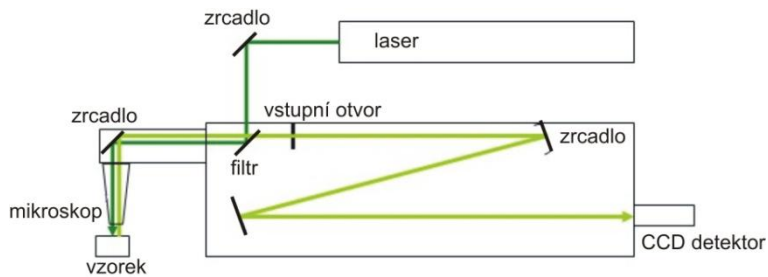 zrcadlo
laser
vstupní otvor
zrcadlo
zrcadlo
filtr
mikroskop
CCD detektor
vzorek